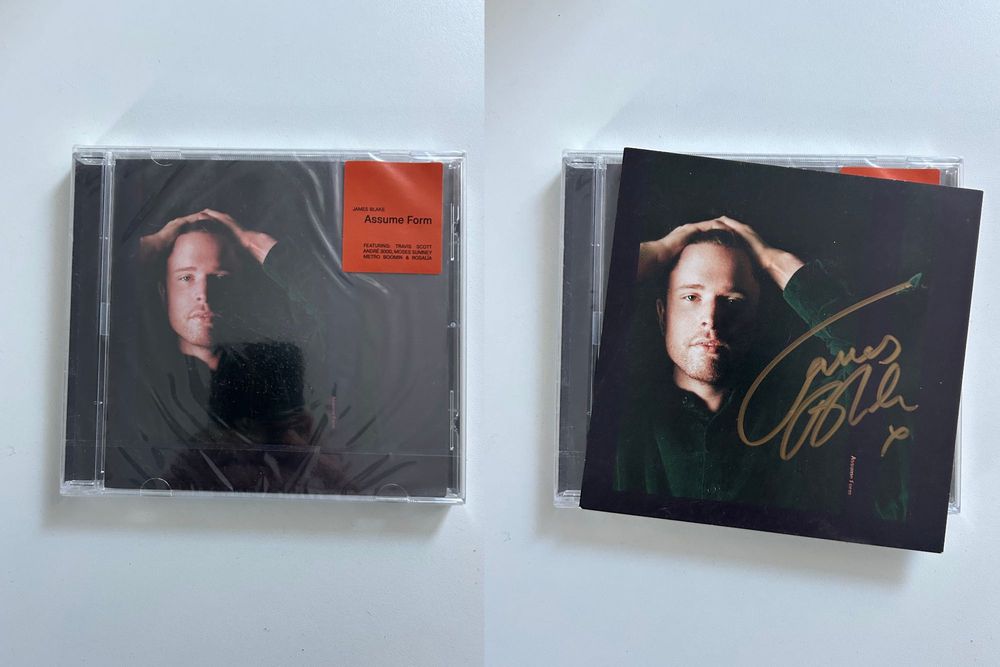 JAMES BLAKE
Assume Form
FEATURING: TRAVIS SCOTT
ANDRÉ 3000, MOSES SUMNEY
METRO BOOMIN & ROSALÍA
James
Blake
x
Assume Form